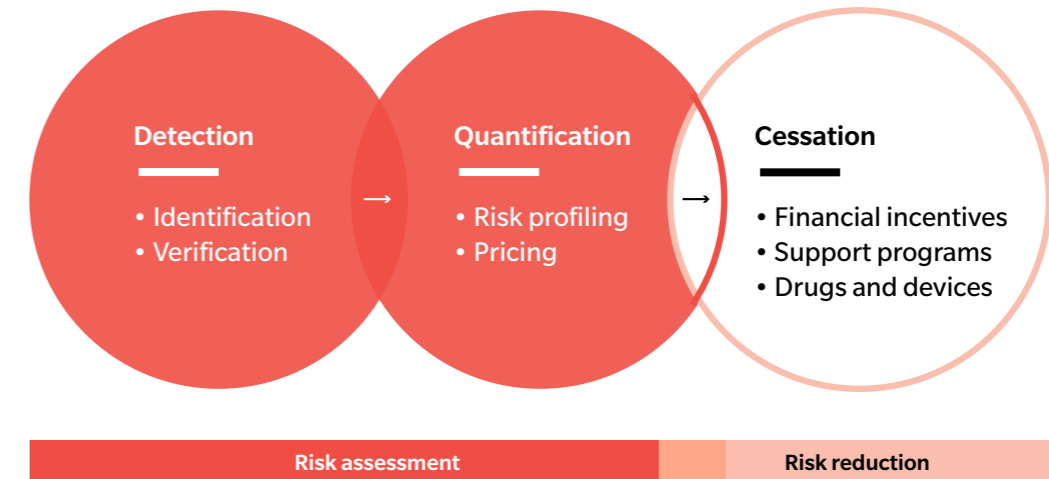 Detection
• Identification
• Verification
→
Quantification
• Risk profiling
• Pricing
→
Cessation
• Financial incentives
• Support programs
• Drugs and devices
Risk assessment
Risk reduction